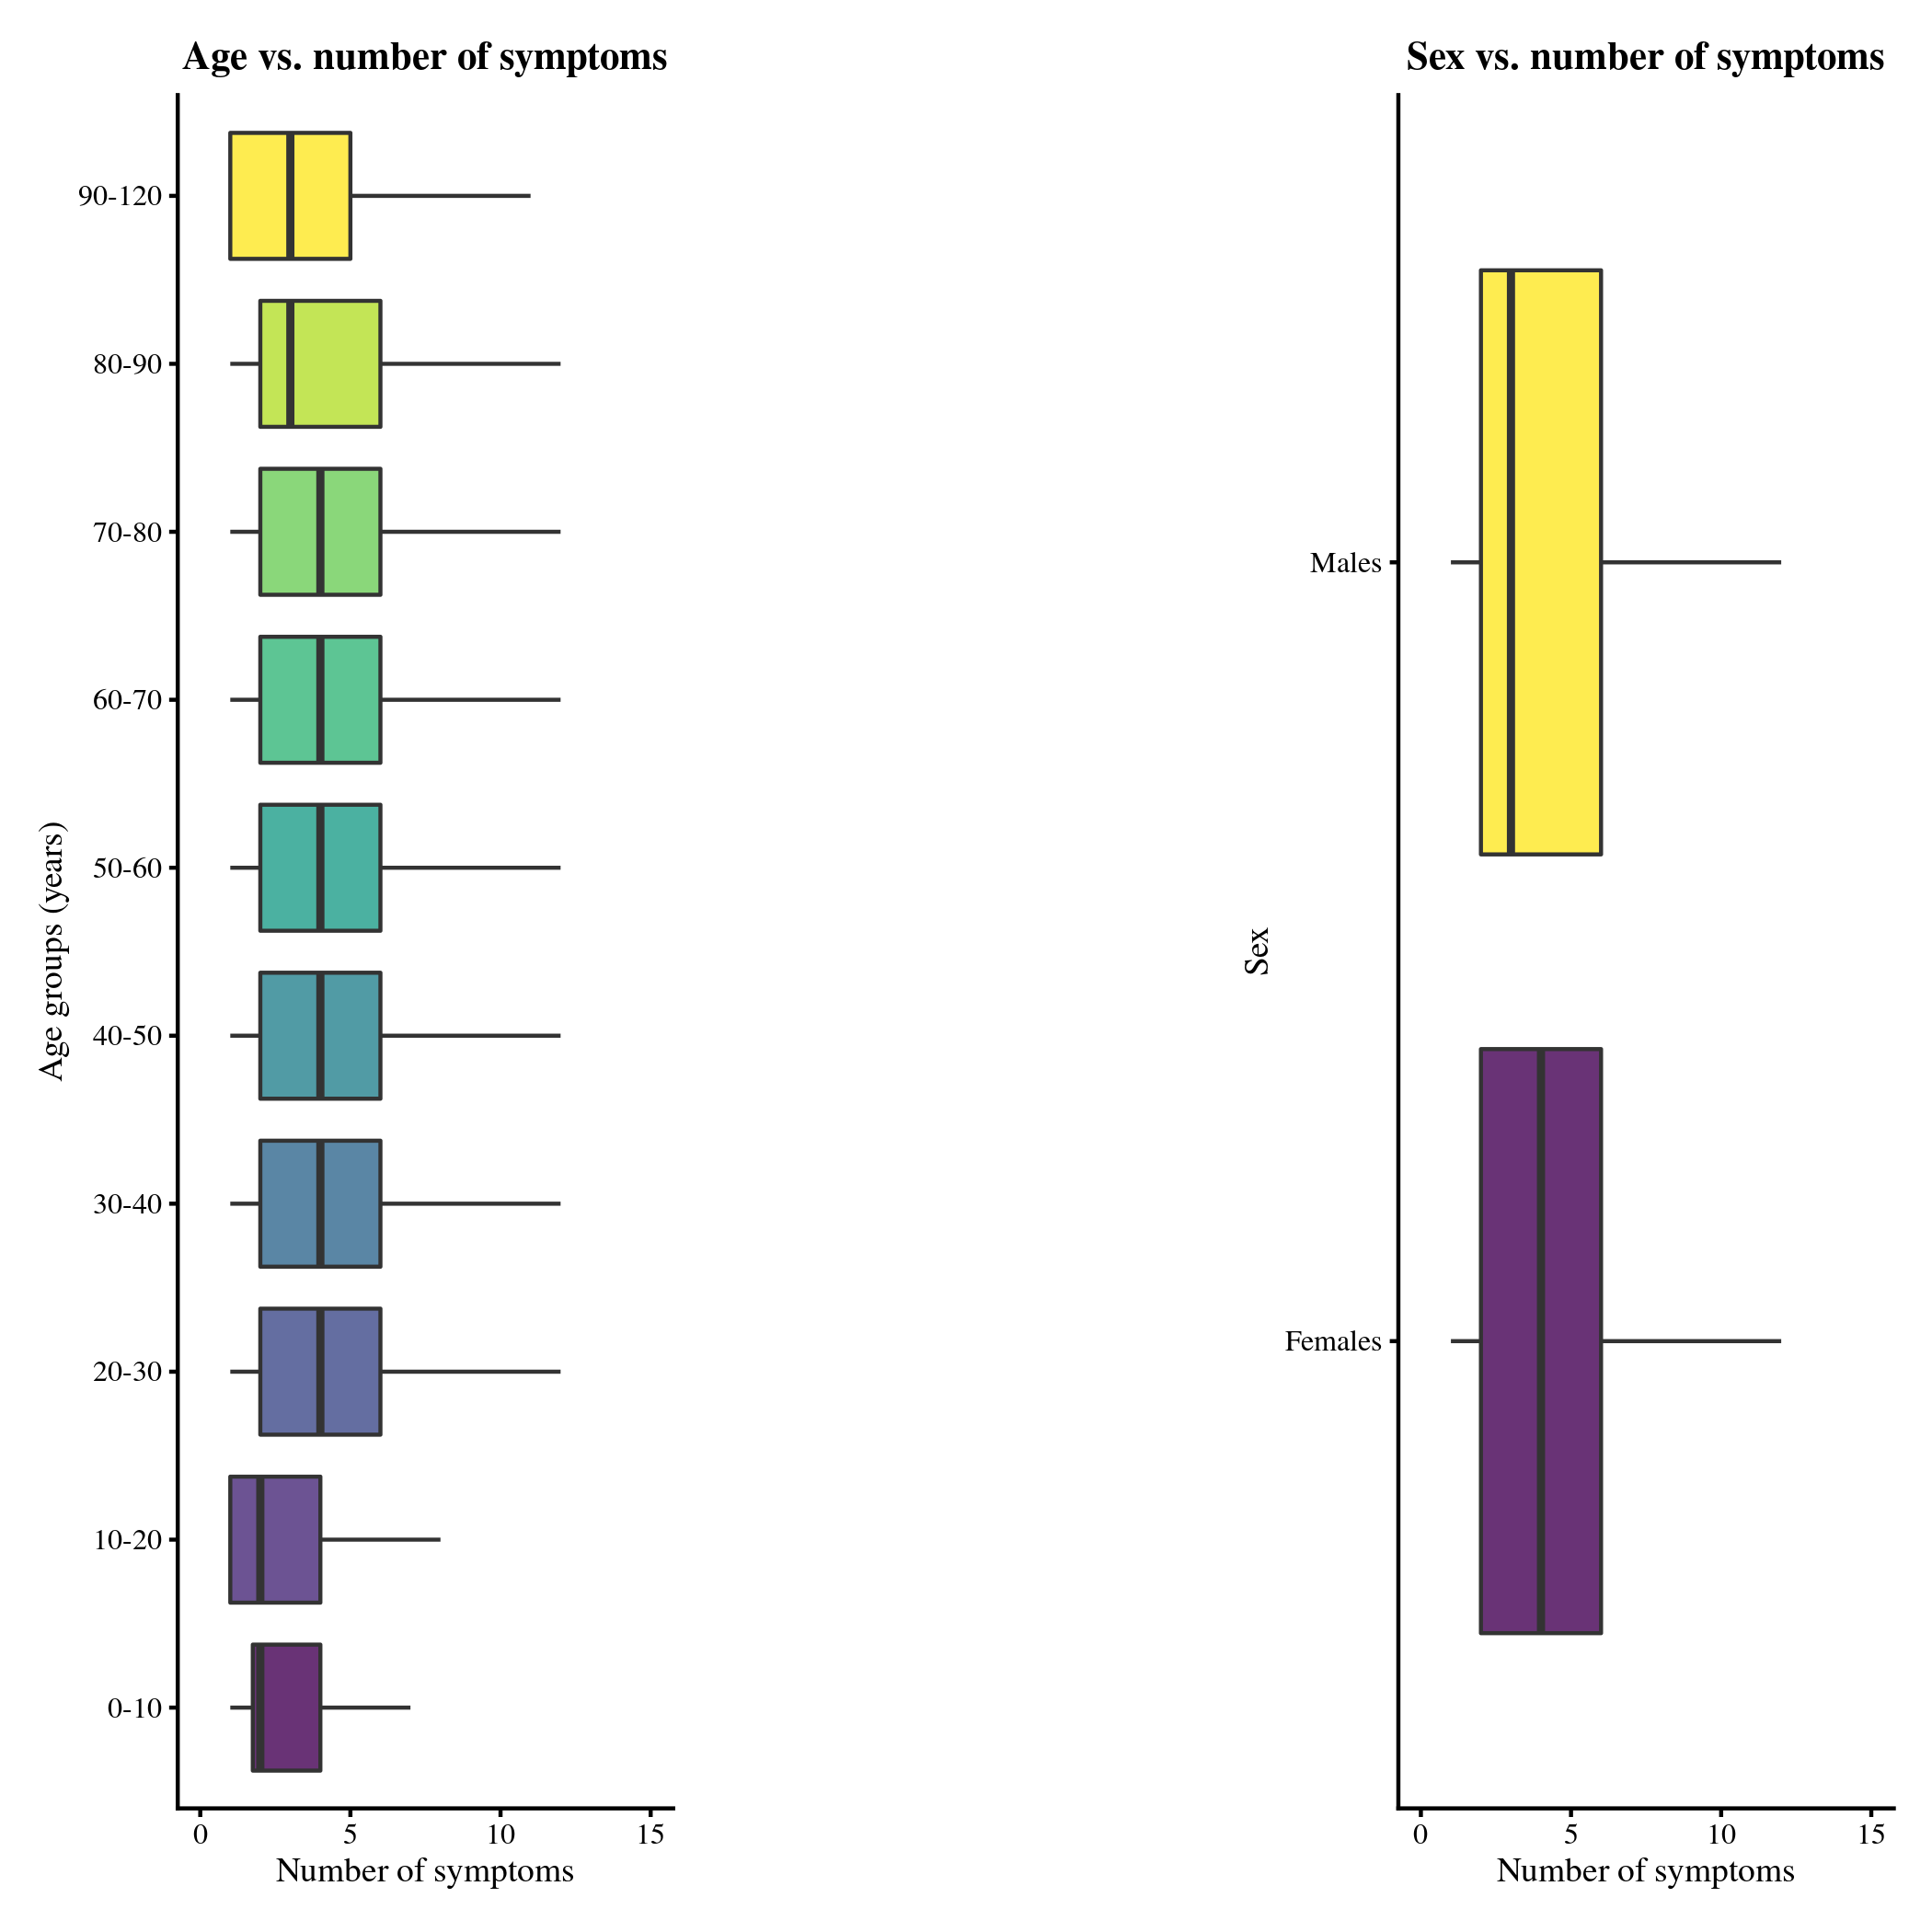 Age vs. number of symptoms
90-120
80-90
70-80
60-70
50-60
40-50
30-40
20-30
10-20
0-10
Age groups (years)
0 5 10 15
Number of symptoms
Sex vs. number of symptoms
Males
Females
Sex
0 5 10 15
Number of symptoms